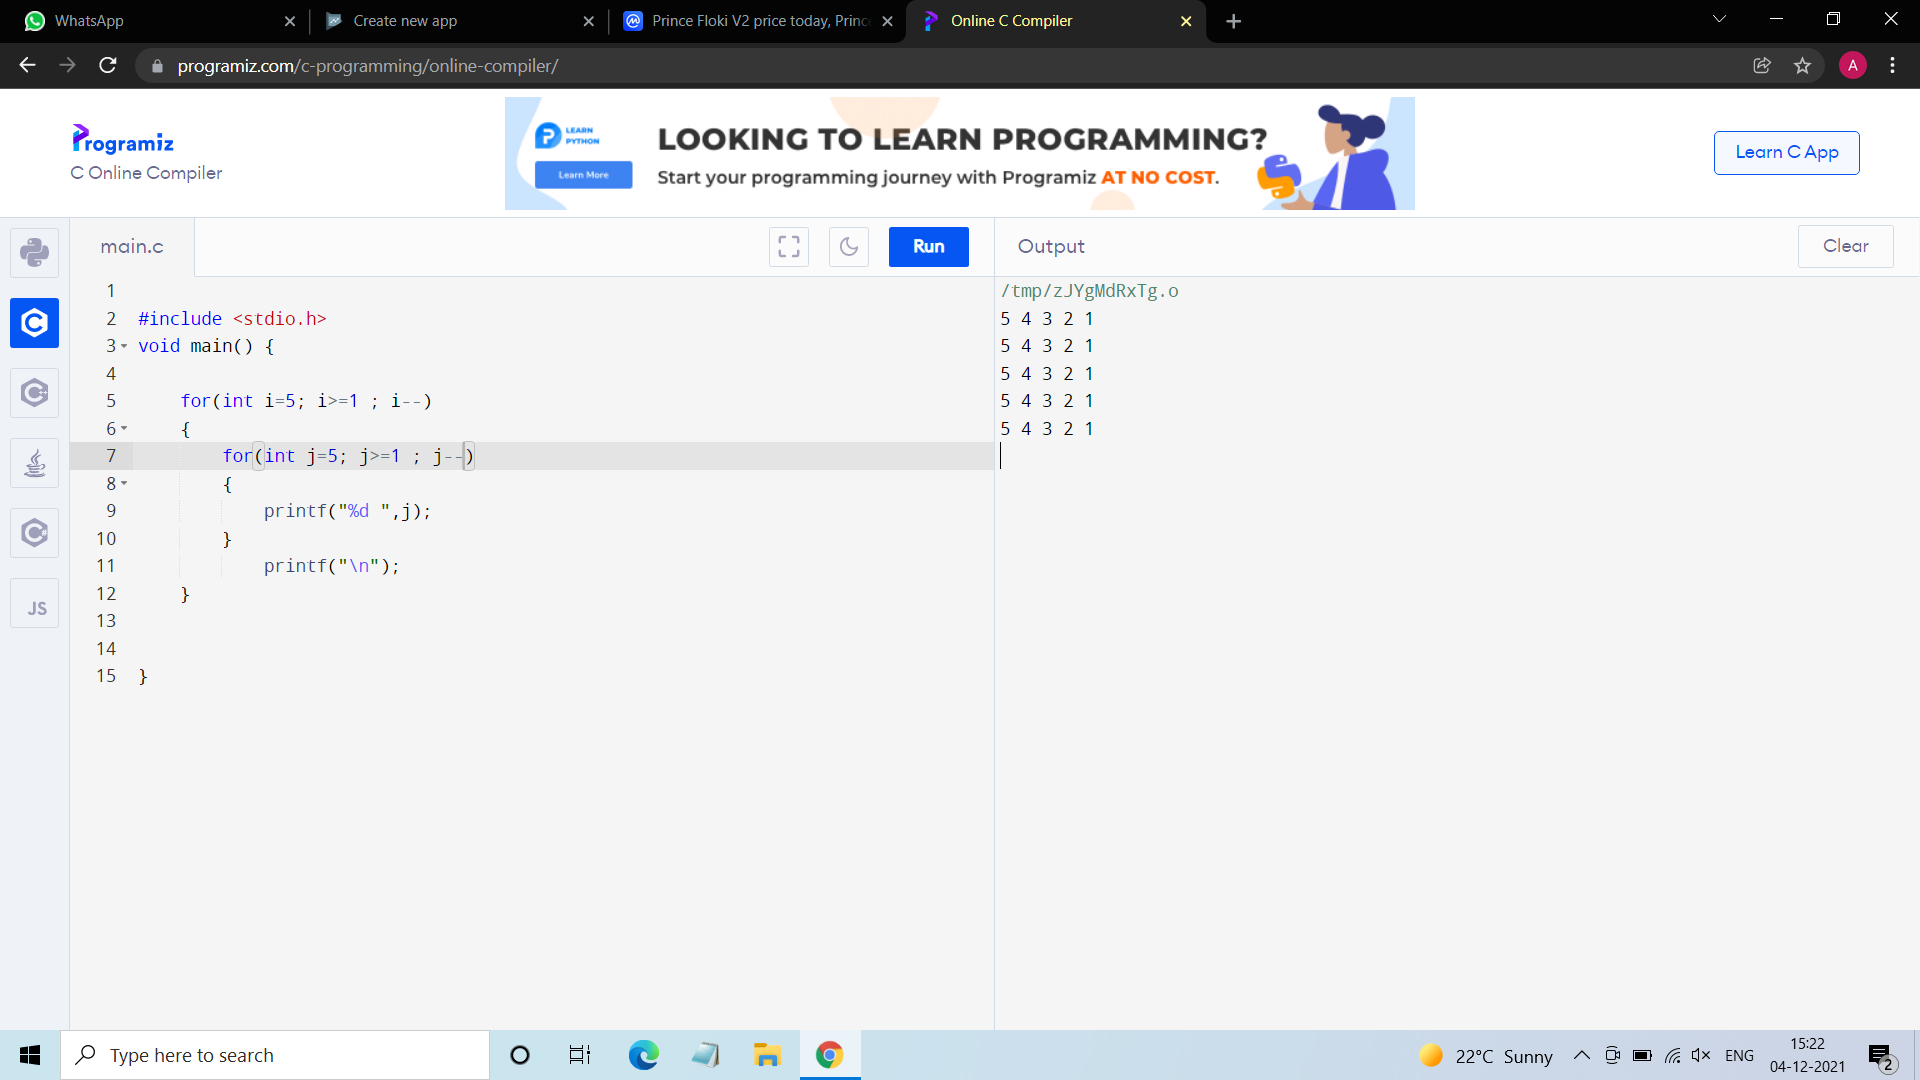 WhatsApp
Create new app
Prince Floki V2 price today, Princ
Online C Compiler
programiz.com/c-programming/online-compiler/
A
Programiz
C Online Compiler
LEARN
PYTHON
Learn More
LOOKING TO LEARN PROGRAMMING?
Start your programming journey with Programiz AT NO COST.
Learn C App
main.c
Run
Output
Clear
JS
1
2 #include <stdio.h>
3 void main() {
4
5 for(int i=5; i>=1 ; i--)
6 {
7 for(int j=5; j>=1 ; j--)
8 {
9 printf("%d ",j);
10 }
11 printf("\n");
12 }
13
14
15 }
/tmp/zJYgMdRxTg.o
5 4 3 2 1
5 4 3 2 1
5 4 3 2 1
5 4 3 2 1
5 4 3 2 1
Type here to search
22°C Sunny
ENG
15:22
04-12-2021
2